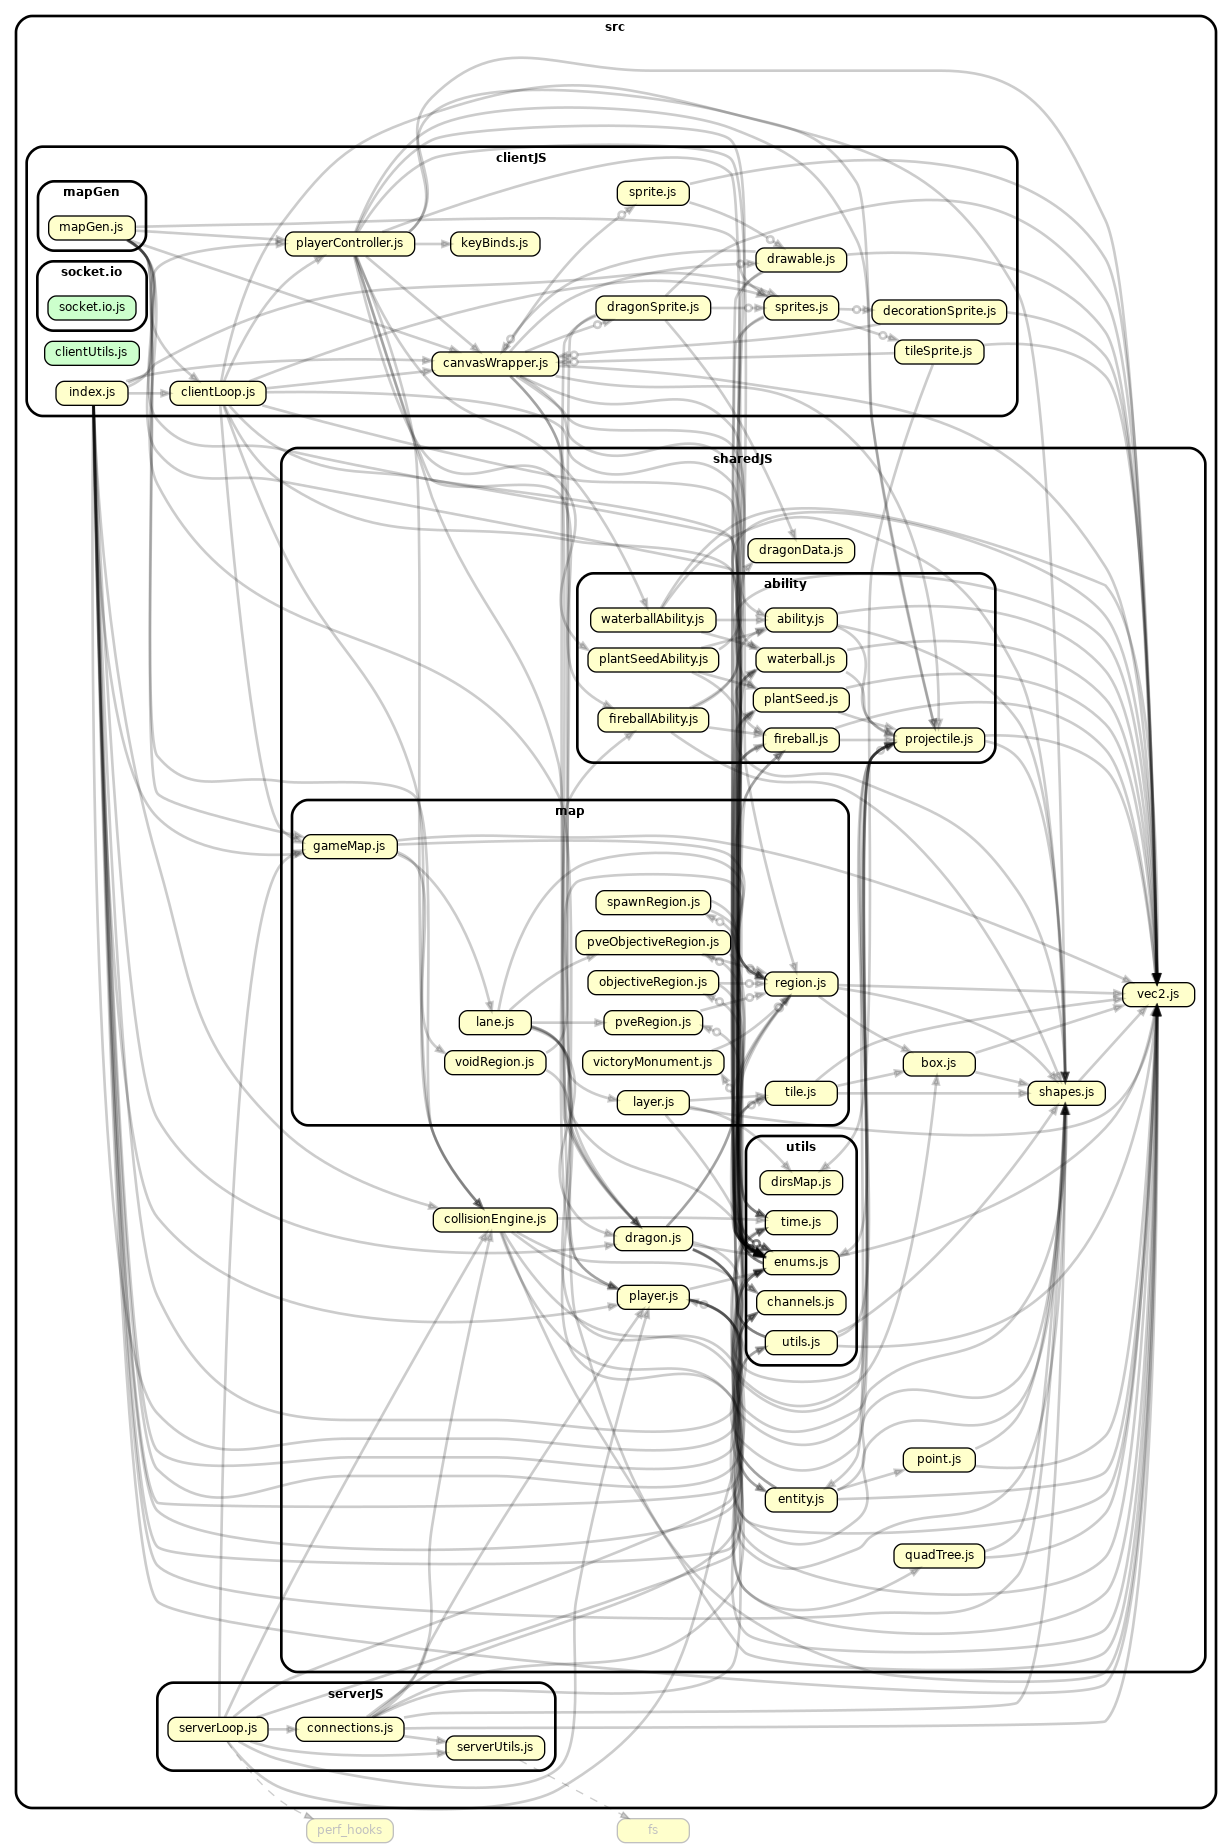 src
clientJS
mapGen
mapGen.js
socket.io
socket.io.js
clientUtils.js
index.js
clientLoop.js
playerController.js
keyBinds.js
canvasWrapper.js
sprite.js
drawable.js
dragonSprite.js
sprites.js
decorationSprite.js
tileSprite.js
sharedJS
dragonData.js
ability
waterballAbility.js
ability.js
plantSeedAbility.js
waterball.js
plantSeed.js
fireballAbility.js
fireball.js
projectile.js
map
gameMap.js
spawnRegion.js
pveObjectiveRegion.js
objectiveRegion.js
region.js
vec2.js
lane.js
pveRegion.js
voidRegion.js
victoryMonument.js
box.js
layer.js
tile.js
shapes.js
utils
dirsMap.js
time.js
enums.js
channels.js
utils.js
collisionEngine.js
dragon.js
player.js
point.js
entity.js
quadTree.js
serverJS
serverLoop.js
connections.js
serverUtils.js
perf_hooks
fs